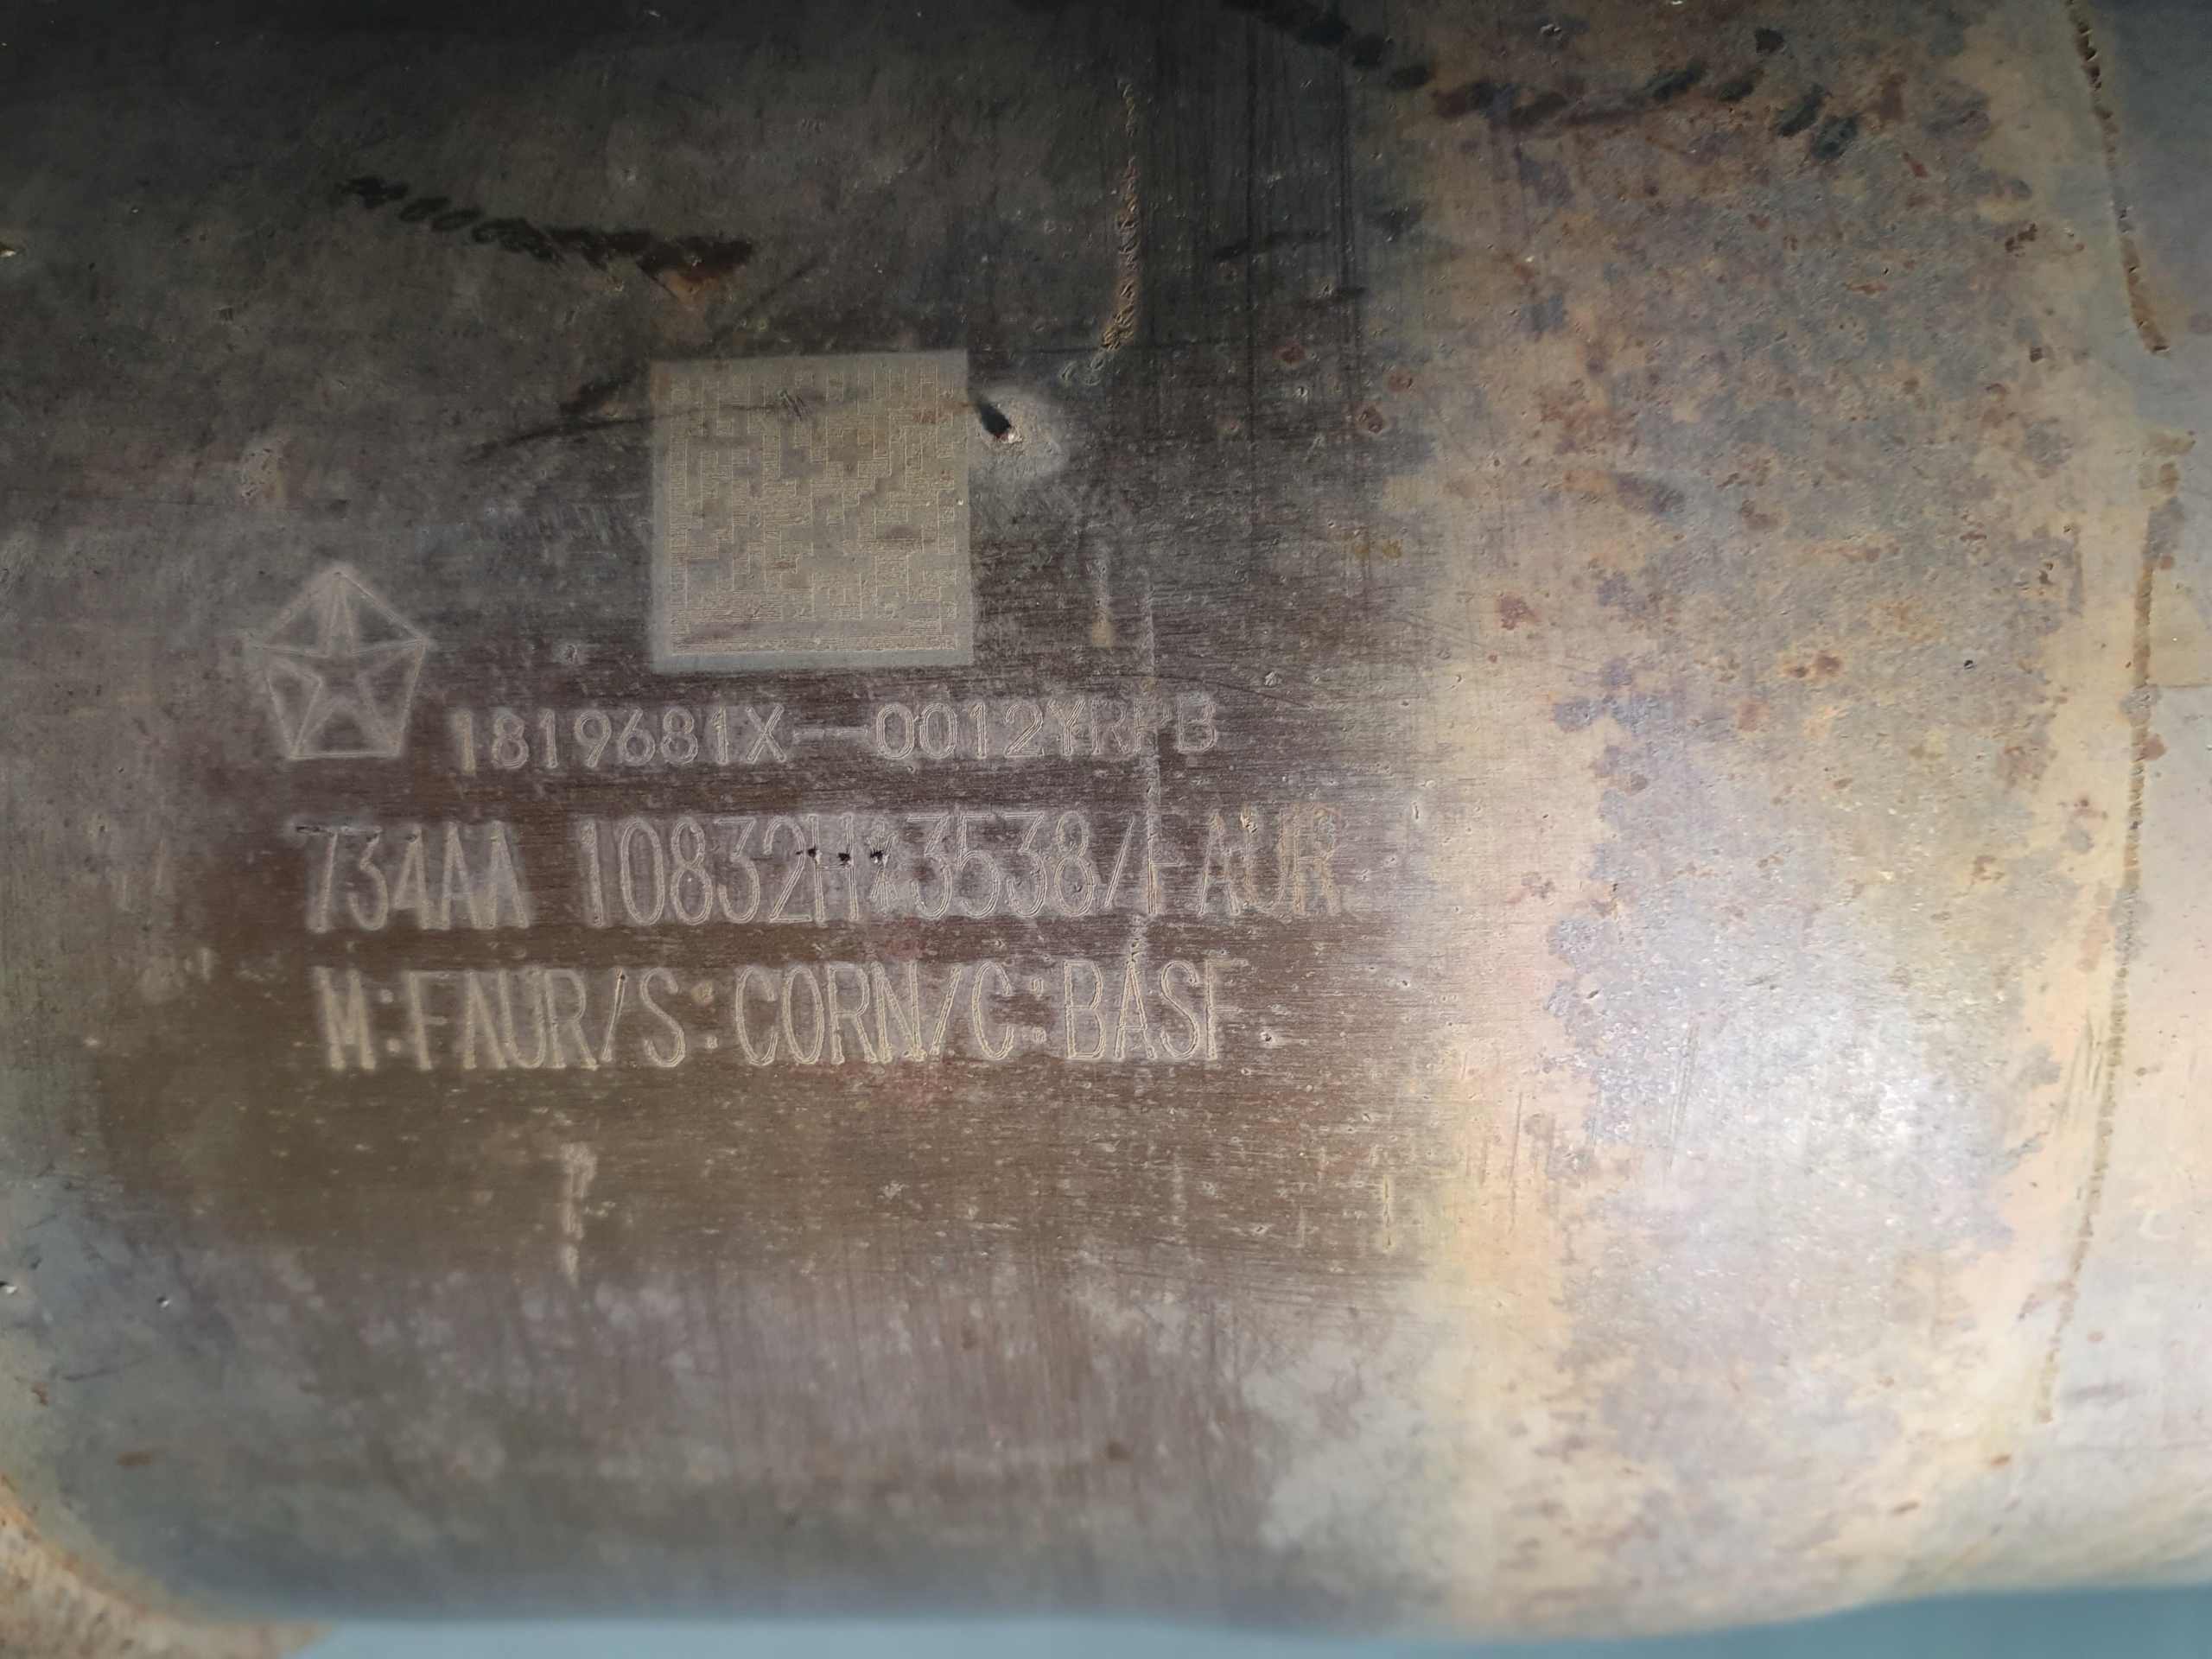 1819681X-0012YRPB
734AA 10832H*3538/FAUR
M:FAUR/S:CORN/C:BASF